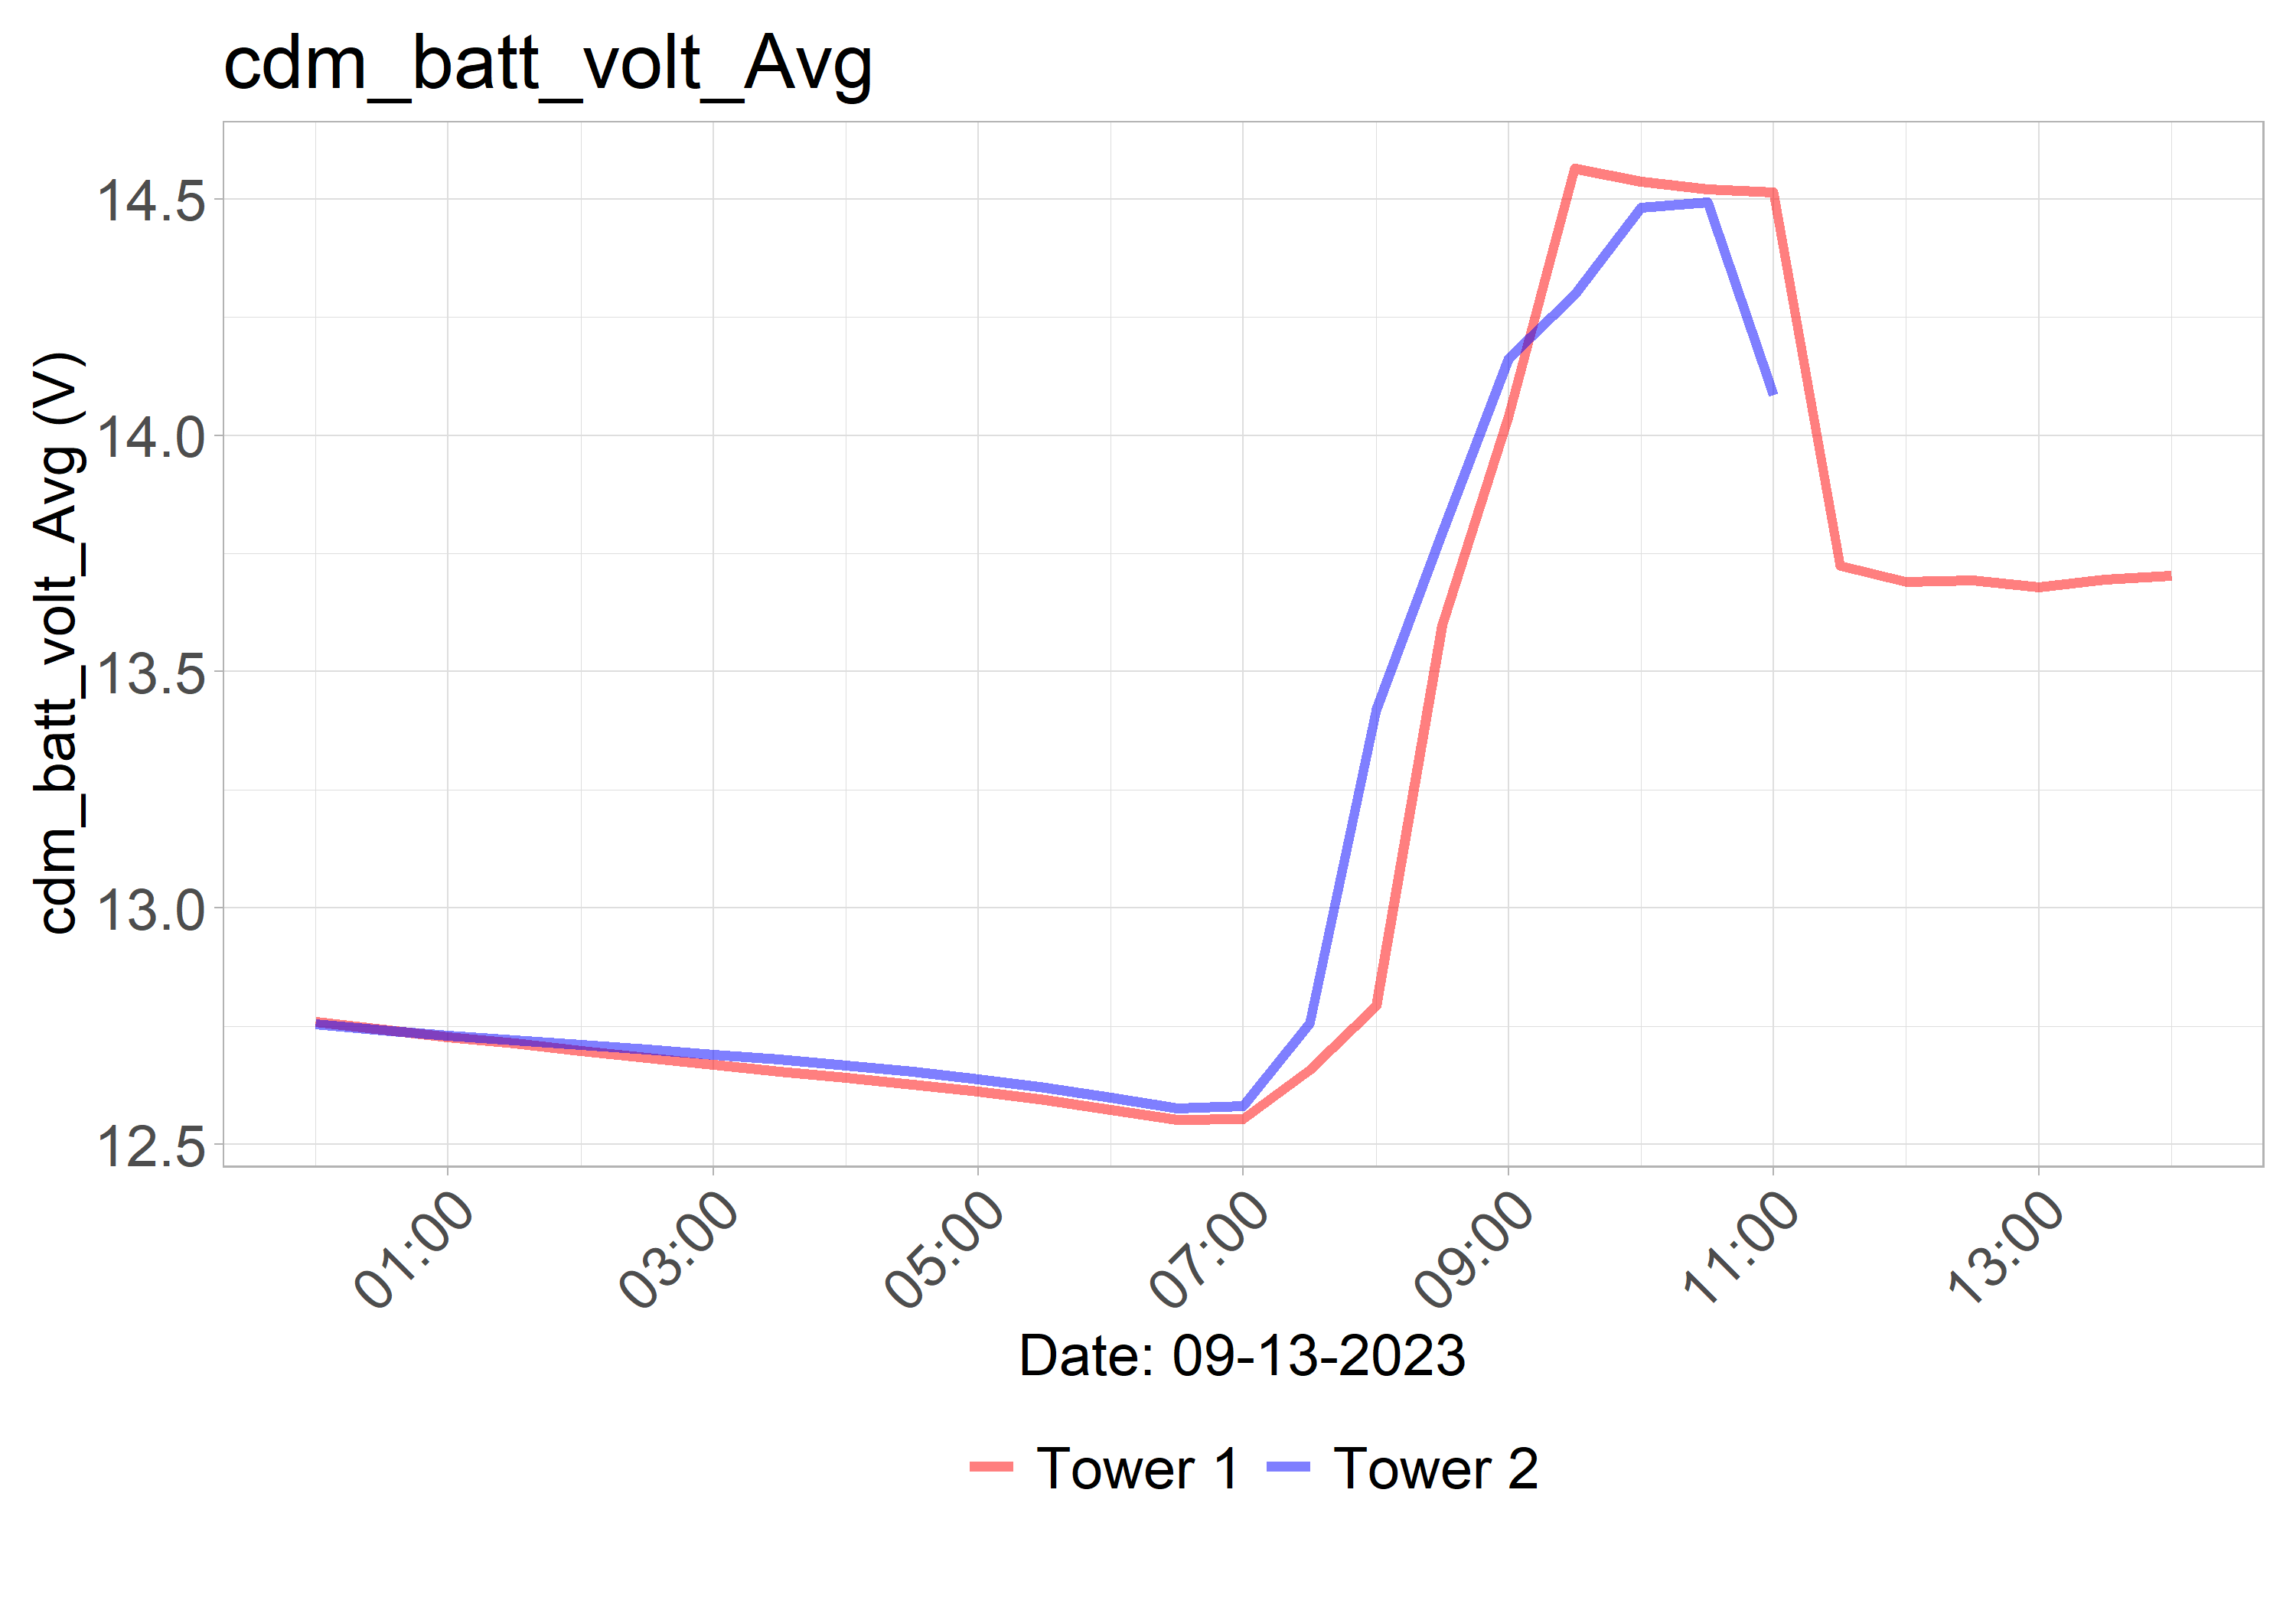 cdm_batt_volt_Avg
cdm_batt_volt_Avg (V)
14.5
14.0
13.5
13.0
12.5
01:00
03:00
05:00
07:00
09:00
11:00
13:00
Date: 09-13-2023
Tower 1
Tower 2